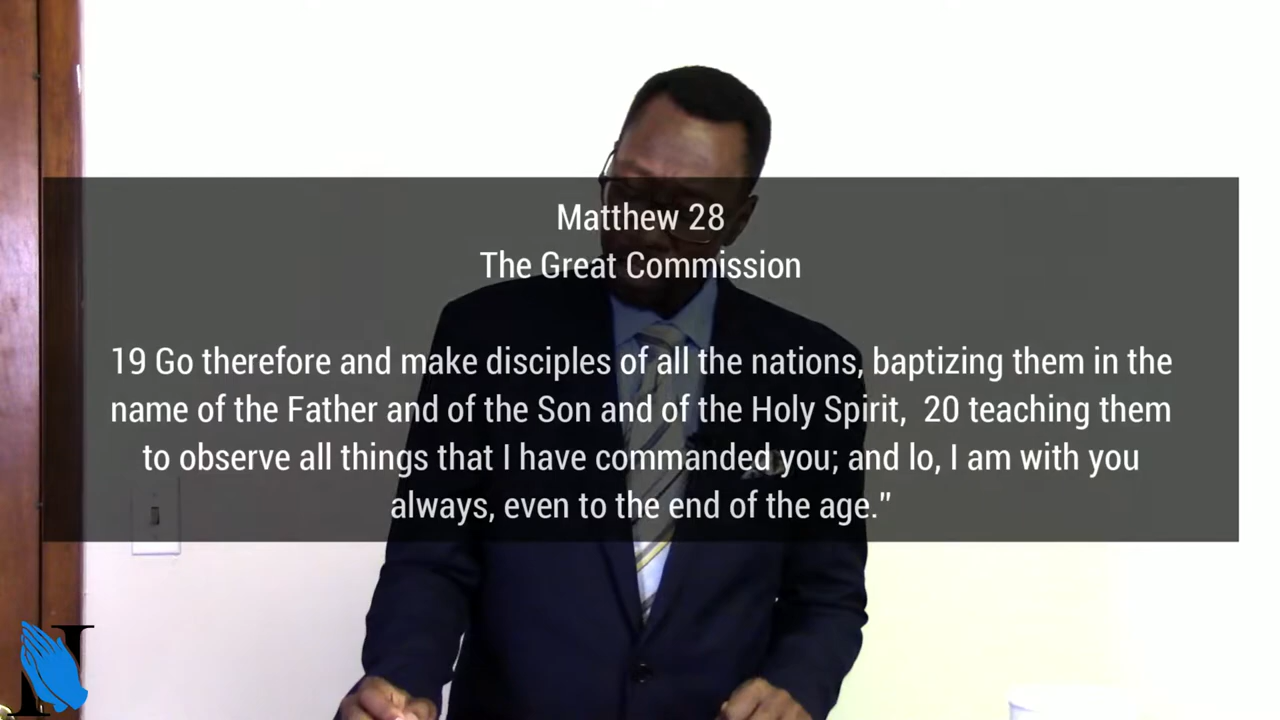 Matthew 28
The Great Commission
19 Go therefore and make disciples of all the nations, baptizing them in the
name of the Father and of the Son and of the Holy Spirit,  20 teaching them
to observe all things that I have commanded you; and lo, I am with you
always, even to the end of the age.”
N